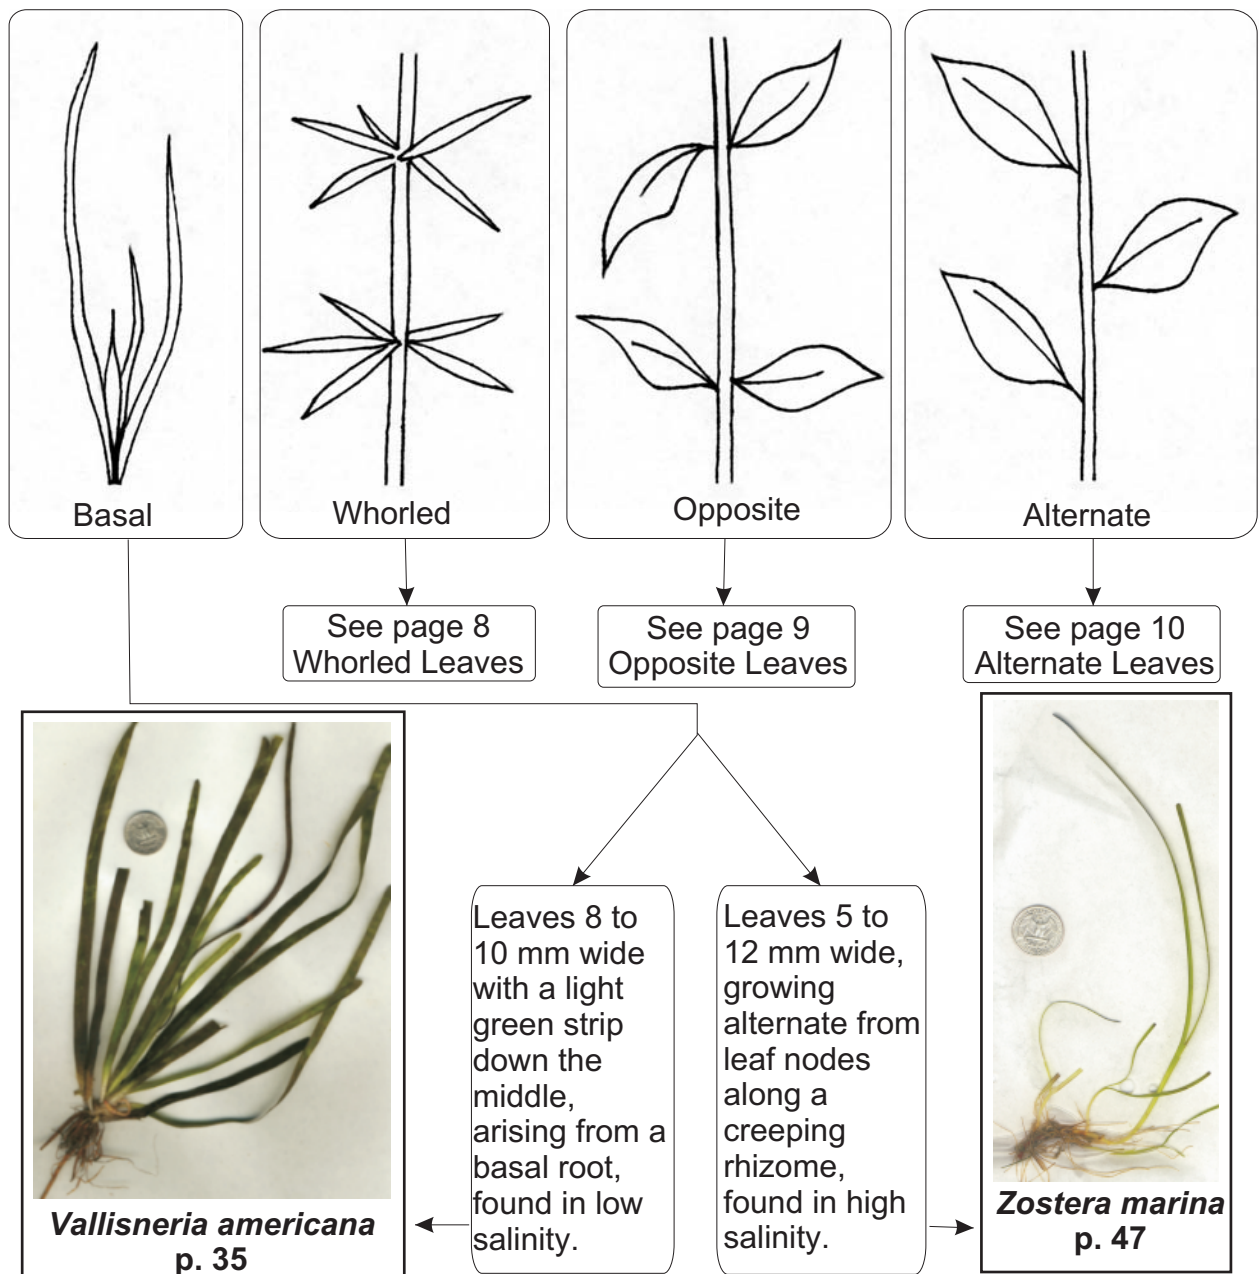 Basal
Whorled
Opposite
Alternate
See page 8
Whorled Leaves
See page 9
Opposite Leaves
See page 10
Alternate Leaves
Leaves 8 to
10 mm wide
with a light
green strip
down the
middle,
arising from a
basal root,
found in low
salinity.
Leaves 5 to
12 mm wide,
growing
alternate from
leaf nodes
along a
creeping
rhizome,
found in high
salinity.
Vallisneria americana
p. 35
Zostera marina
p. 47